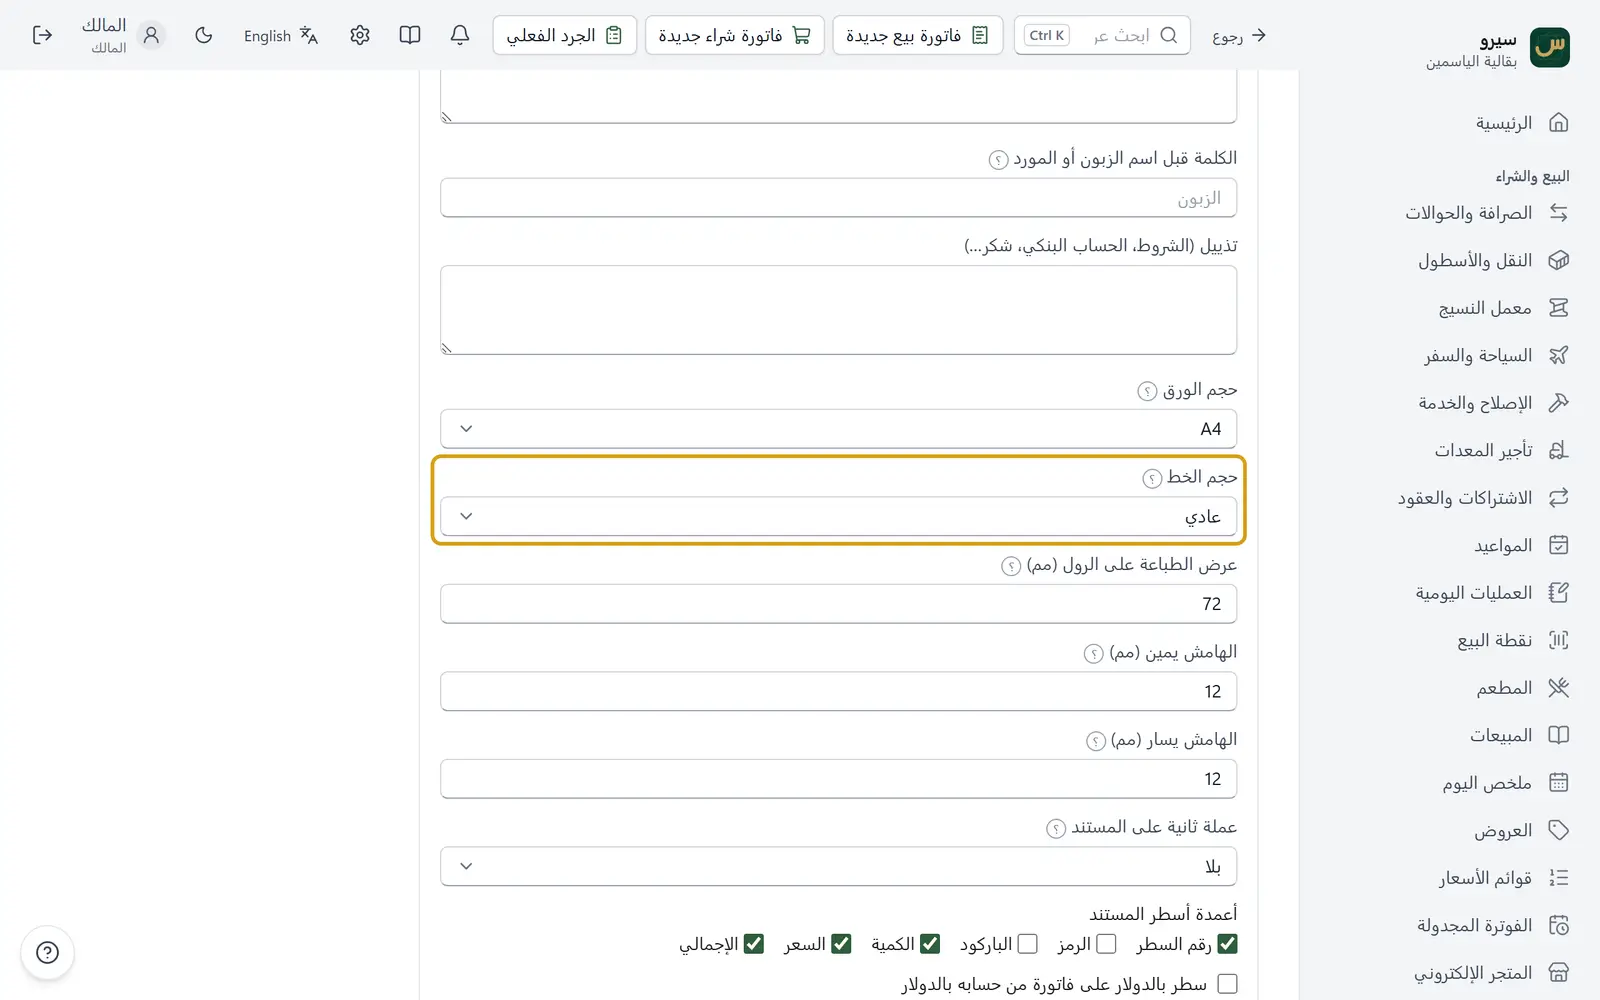 سيرو
بقالية الياسمين
رجوع
ابحث عر
Ctrl K
فاتورة بيع جديدة
فاتورة شراء جديدة
الجرد الفعلي
English
المالك
المالك
الرئيسية
البيع والشراء
الصرافة والحوالات
النقل والأسطول
معمل النسيج
السياحة والسفر
الإصلاح والخدمة
تأجير المعدات
الاشتراكات والعقود
المواعيد
العمليات اليومية
نقطة البيع
المطعم
المبيعات
ملخص اليوم
العروض
قوائم الأسعار
الفوترة المجدولة
المتجر الإلكتروني
الكلمة قبل اسم الزبون أو المورد ؟
الزبون
تذييل (الشروط، الحساب البنكي، شكر...)
حجم الورق ؟
A4
حجم الخط ؟
عادي
عرض الطباعة على الرول (مم) ؟
72
الهامش يمين (مم) ؟
12
الهامش يسار (مم) ؟
12
عملة ثانية على المستند ؟
بلا
أعمدة أسطر المستند
رقم السطر الرمز الباركود الكمية السعر الإجمالي
سطر بالدولار على فاتورة من حسابه بالدولار